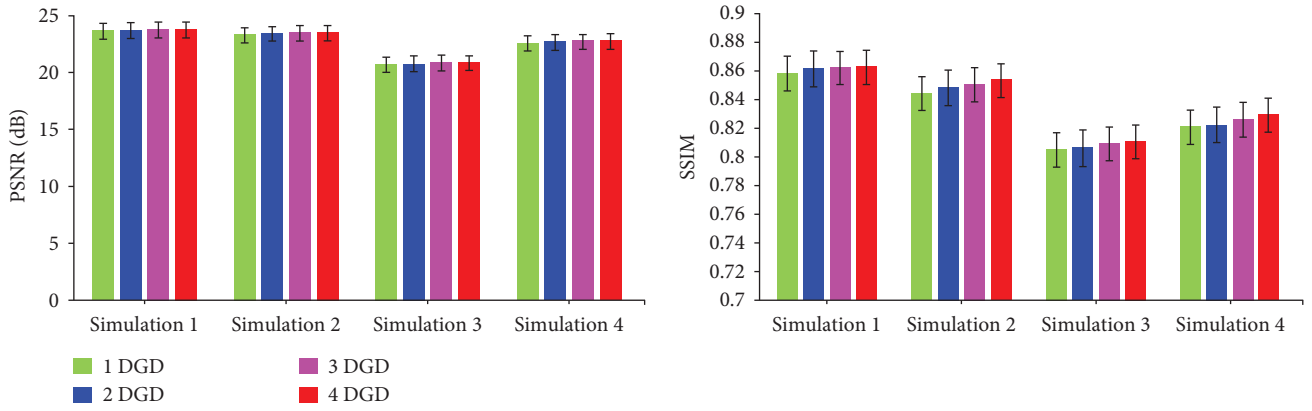 25
20
15
10
5
0
PSNR (dB)
Simulation 1 Simulation 2 Simulation 3 Simulation 4
1 DGD
2 DGD
3 DGD
4 DGD
0.9
0.88
0.86
0.84
0.82
0.8
0.78
0.76
0.74
0.72
0.7
SSIM
Simulation 1 Simulation 2 Simulation 3 Simulation 4